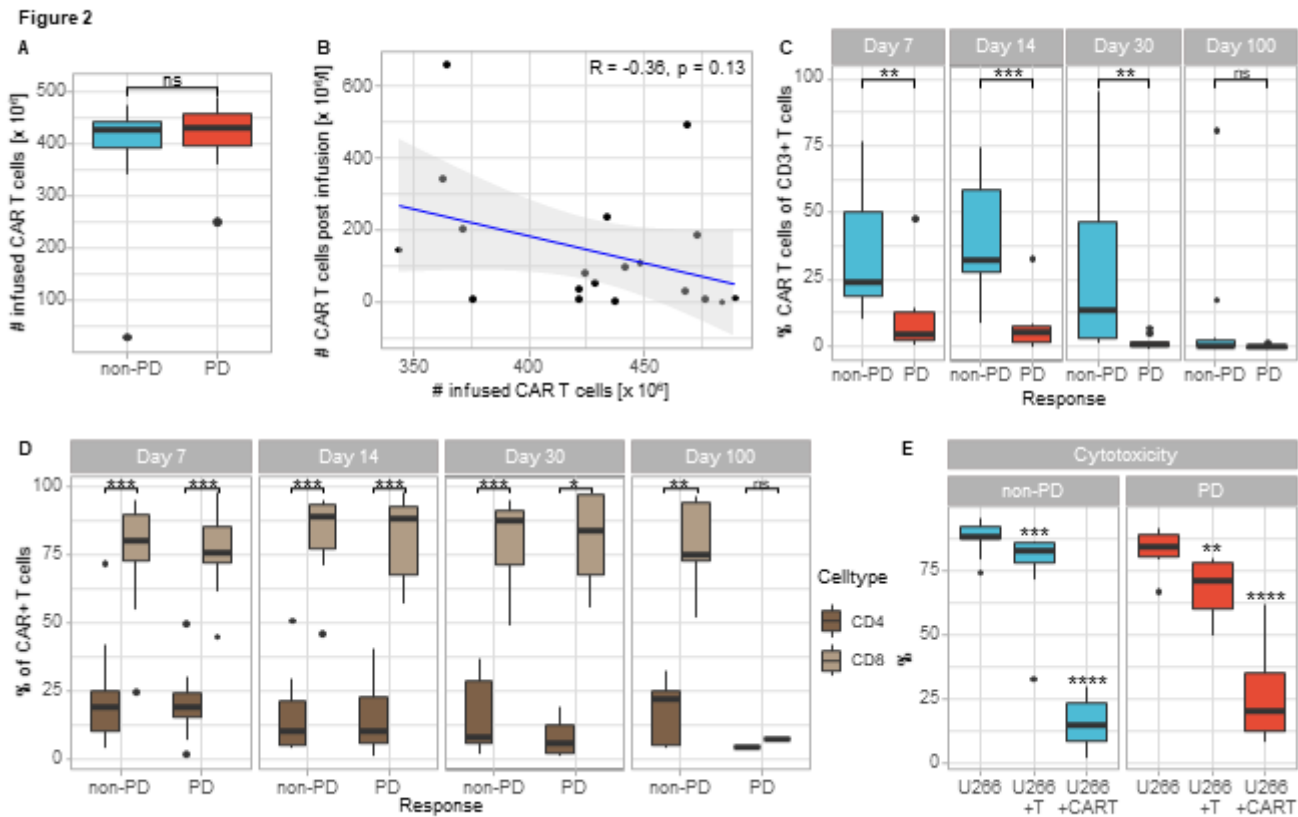 Figure 2
A
ns
# infused CAR T cells [x 10⁶]
500
400
300
200
100
non-PD PD
B
R = -0.36, p = 0.13
# CAR T cells post infusion [x 10⁶/l]
600
400
200
0
350 400 450
# infused CAR T cells [x 10⁶]
C
Day 7 Day 14 Day 30 Day 100
** *** ** ns
% CAR T cells of CD3+ T cells
100
75
50
25
0
non-PD PD non-PD PD non-PD PD non-PD PD
Response
D
Day 7 Day 14 Day 30 Day 100
*** *** *** *** *** * ** ns
% of CAR+ T cells
100
75
50
25
0
non-PD PD non-PD PD non-PD PD non-PD PD
Response
Celltype
CD4
CD8
E
Cytotoxicity
non-PD PD
*** **
**** ****
%
75
50
25
0
U266 U266 U266 U266 U266 U266
+T +CART +T +CART